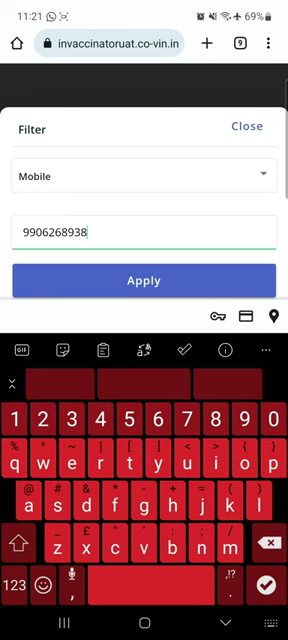 11:21
69%
invaccinatoruat.co-vin.in
9
Filter
Close
Mobile
9906268938
Apply
GIF
1 2 3 4 5 6 7 8 9 0
% ^ ~ | [ ] < > { }
q w e r t y u i o p
@ # & * - + = ( )
a s d f g h j k l
_ £ " ' : ; /
z x c v b n m
123 , ,!? .